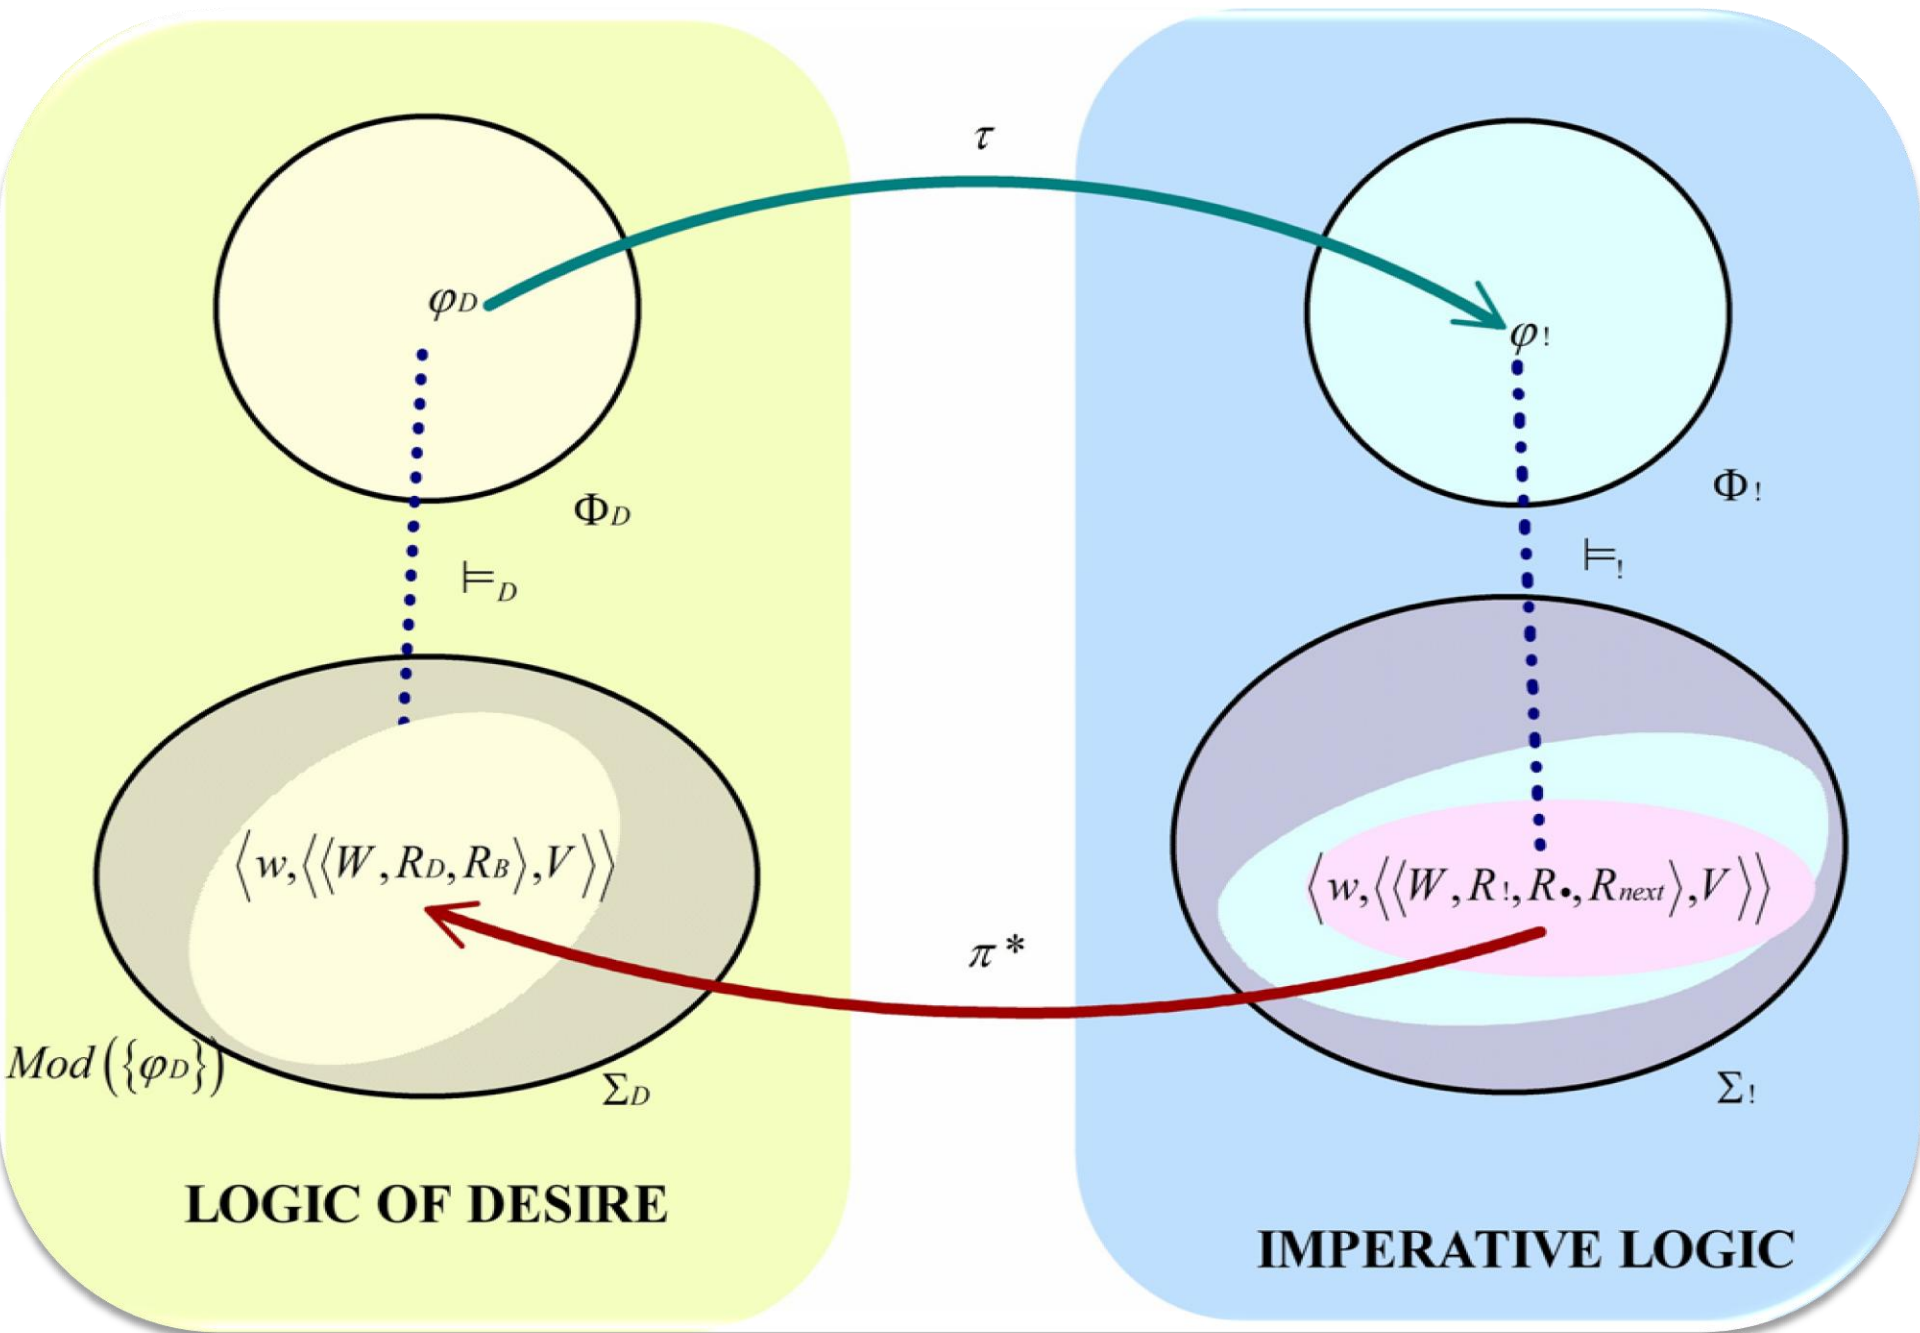 τ
φD
φ!
ΦD
Φ!
⊨D
⊨!
⟨w,⟨⟨W,RD,RB⟩,V⟩⟩
⟨w,⟨⟨W,R!,R•,Rnext⟩,V⟩⟩
π*
Mod({φD})
ΣD
Σ!
LOGIC OF DESIRE
IMPERATIVE LOGIC